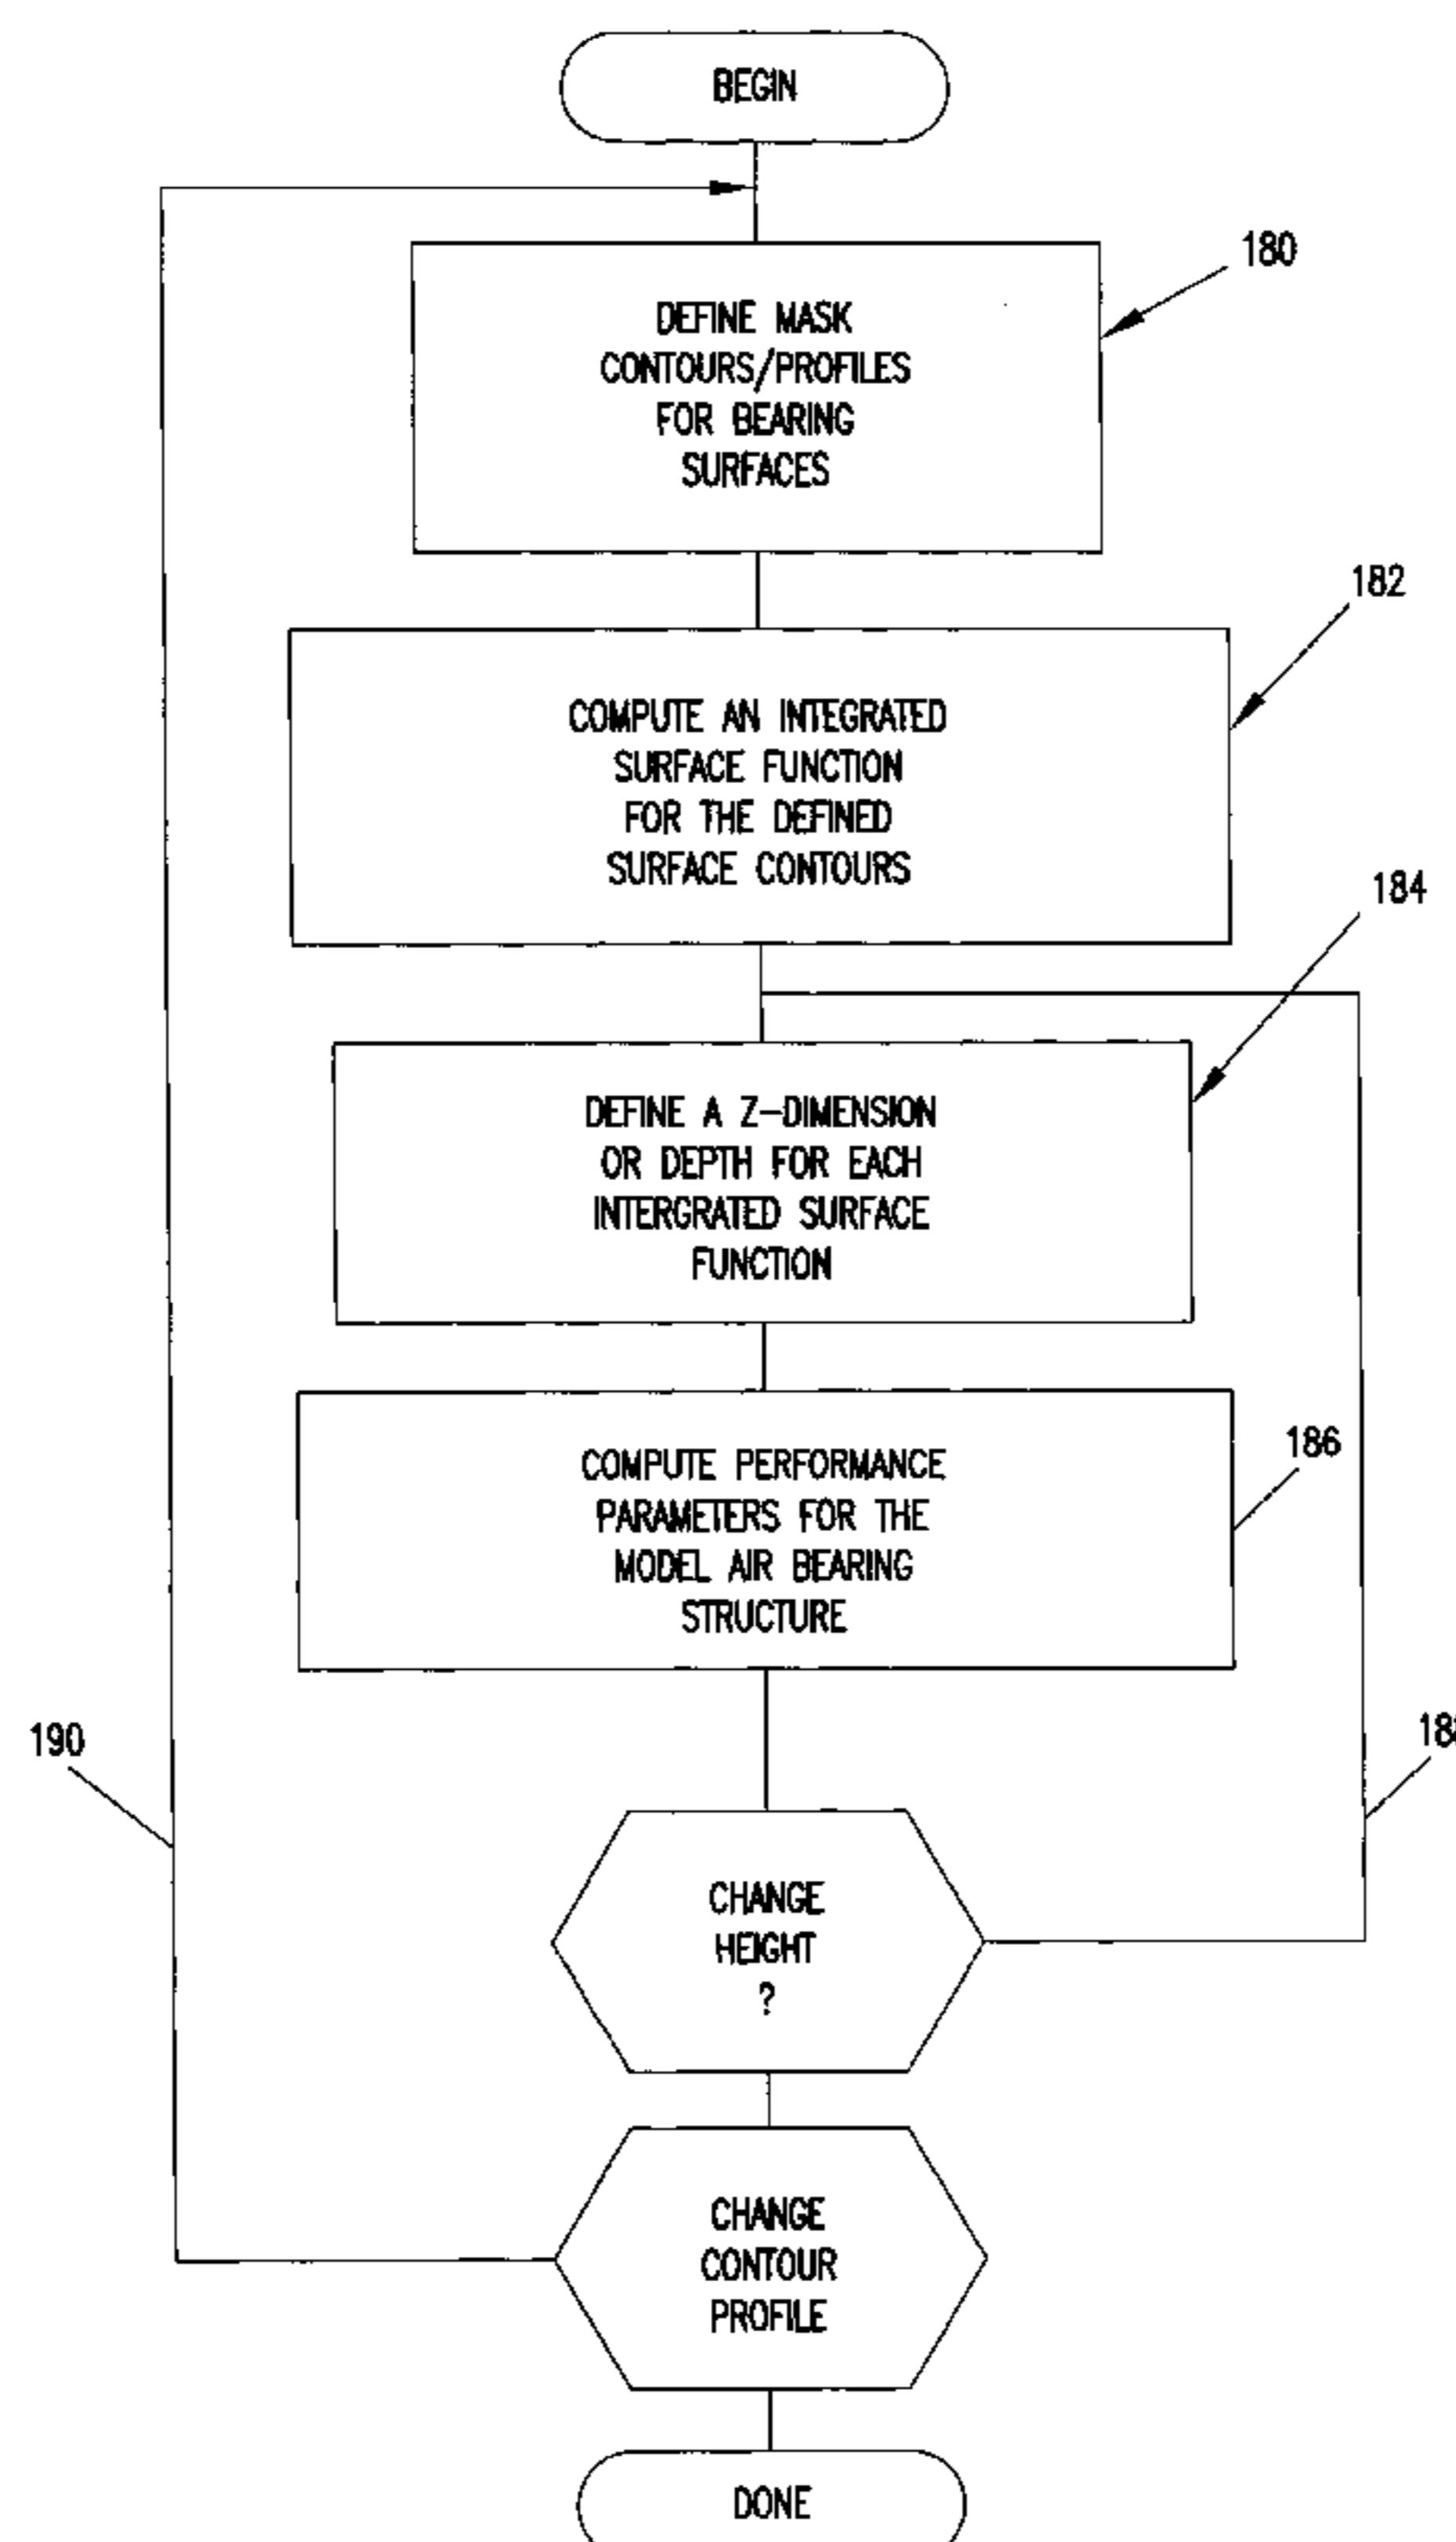 BEGIN
180
DEFINE MASK
CONTOURS/PROFILES
FOR BEARING
SURFACES
182
COMPUTE AN INTEGRATED
SURFACE FUNCTION
FOR THE DEFINED
SURFACE CONTOURS
184
DEFINE A Z-DIMENSION
OR DEPTH FOR EACH
INTERGRATED SURFACE
FUNCTION
186
COMPUTE PERFORMANCE
PARAMETERS FOR THE
MODEL AIR BEARING
STRUCTURE
190
CHANGE
HEIGHT
?
CHANGE
CONTOUR
PROFILE
DONE